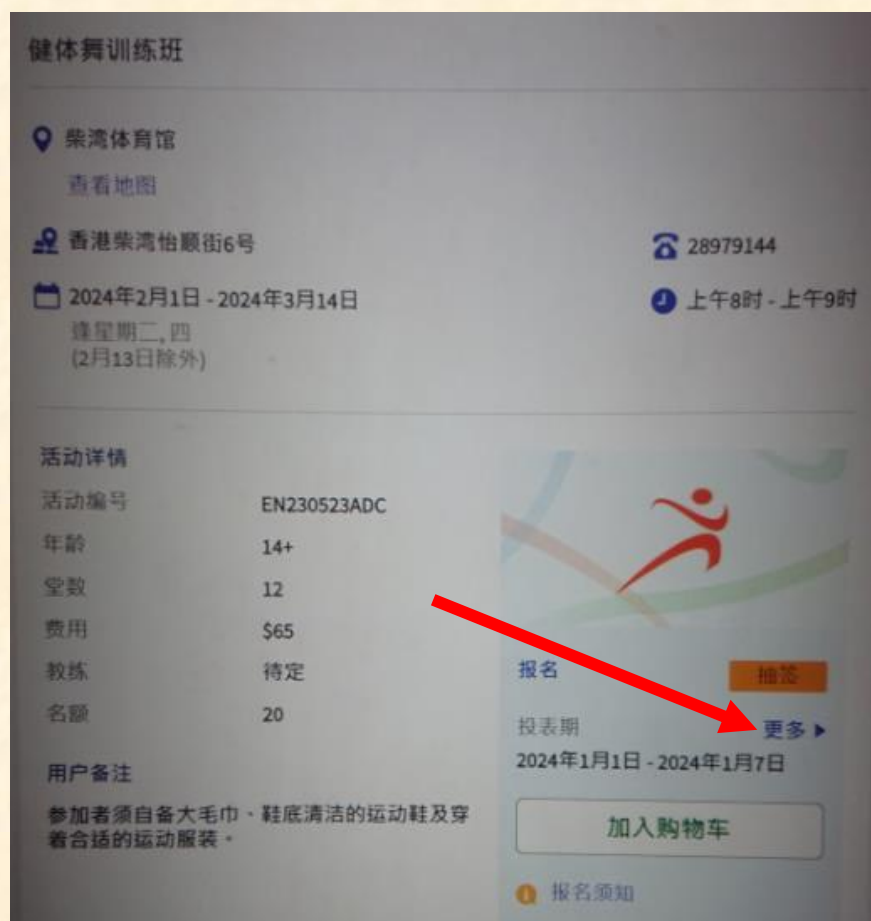 健体舞训练班
柴湾体育馆
查看地图
香港柴湾怡顺街6号
28979144
2024年2月1日 - 2024年3月14日
上午8时 - 上午9时
逢星期二, 四
(2月13日除外)
活动详情
活动编号 EN230523ADC
年龄 14+
堂数 12
费用 $65
教练 待定
名额 20
用户备注
参加者须自备大毛巾、鞋底清洁的运动鞋及穿
着合适的运动服装。
报名 抽签
投表期 更多
2024年1月1日 - 2024年1月7日
加入购物车
报名须知